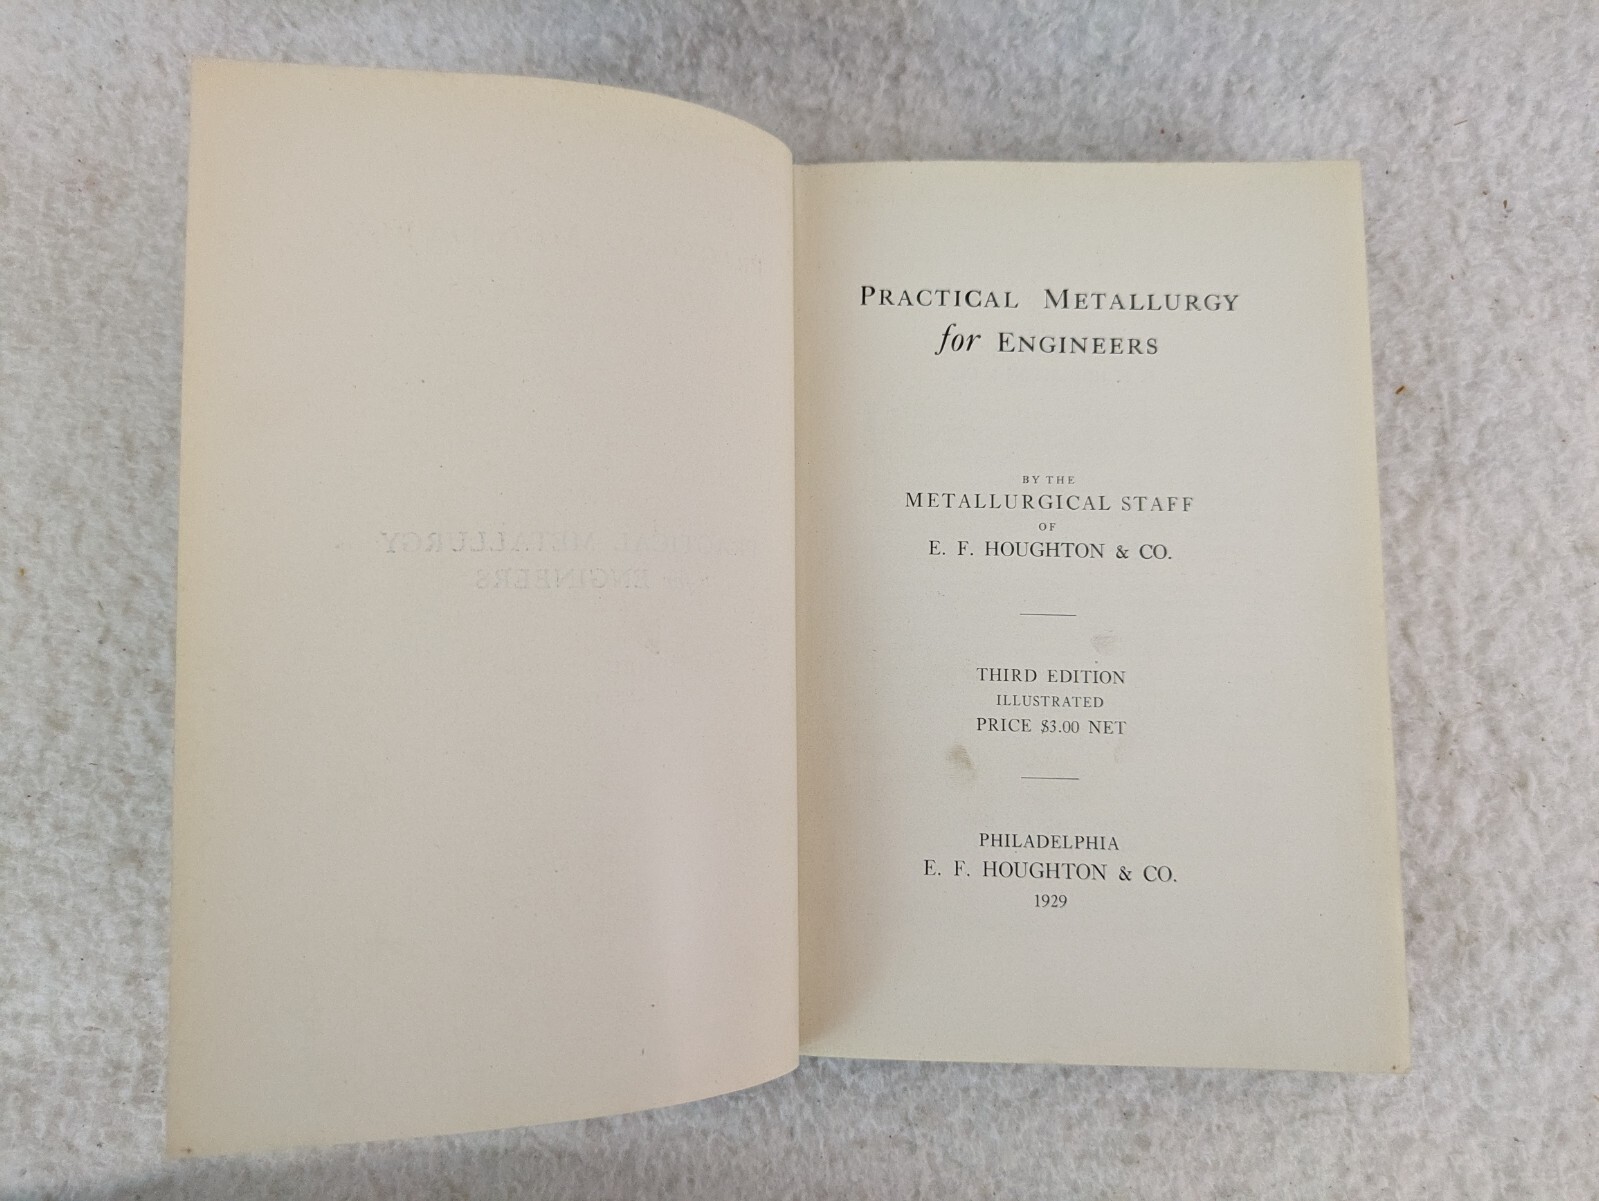 PRACTICAL METALLURGY
for ENGINEERS
BY THE
METALLURGICAL STAFF
OF
E. F. HOUGHTON & CO.
THIRD EDITION
ILLUSTRATED
PRICE $3.00 NET
PHILADELPHIA
E. F. HOUGHTON & CO.
1929